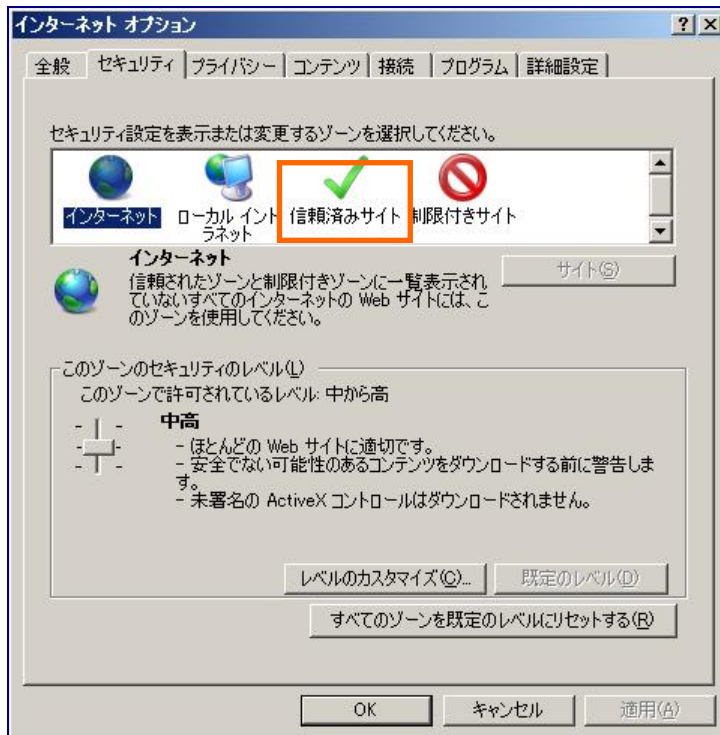 インターネット オプション
全般 セキュリティ プライバシー コンテンツ 接続 プログラム 詳細設定
セキュリティ設定を表示または変更するゾーンを選択してください。
インターネット ローカル イント 信頼済みサイト 制限付きサイト
ラネット
インターネット
サイト(S)
信頼されたゾーンと制限付きゾーンに一覧表示され
ていないすべてのインターネットの Web サイトには、こ
のゾーンを使用してください。
このゾーンのセキュリティのレベル(L)
このゾーンで許可されているレベル: 中から高
中高
- ほとんどの Web サイトに適切です。
- 安全でない可能性のあるコンテンツをダウンロードする前に警告しま
す。
- 未署名の ActiveX コントロールはダウンロードされません。
レベルのカスタマイズ(C)... 既定のレベル(D)
すべてのゾーンを既定のレベルにリセットする(R)
OK キャンセル 適用(A)